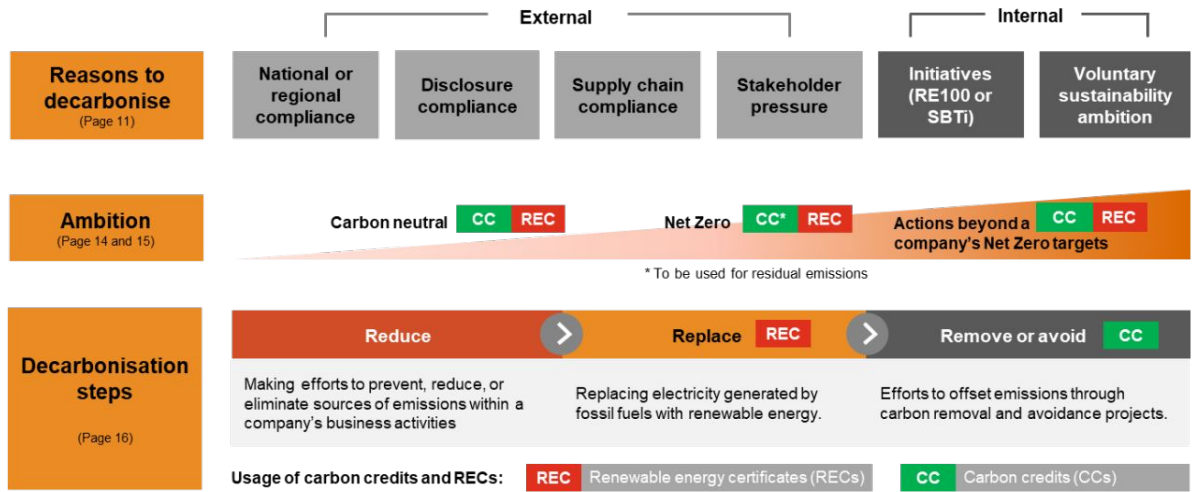 External
Internal
Reasons to
decarbonise
(Page 11)
National or
regional
compliance
Disclosure
compliance
Supply chain
compliance
Stakeholder
pressure
Initiatives
(RE100 or
SBTi)
Voluntary
sustainability
ambition
Ambition
(Page 14 and 15)
Carbon neutral CC REC
Net Zero CC* REC
Actions beyond a
company's Net Zero targets
CC REC
* To be used for residual emissions
Decarbonisation
steps
(Page 16)
Reduce
Making efforts to prevent, reduce, or
eliminate sources of emissions within a
company's business activities
Replace REC
Replacing electricity generated by
fossil fuels with renewable energy.
Remove or avoid CC
Efforts to offset emissions through
carbon removal and avoidance projects.
Usage of carbon credits and RECs: REC Renewable energy certificates (RECs) CC Carbon credits (CCs)